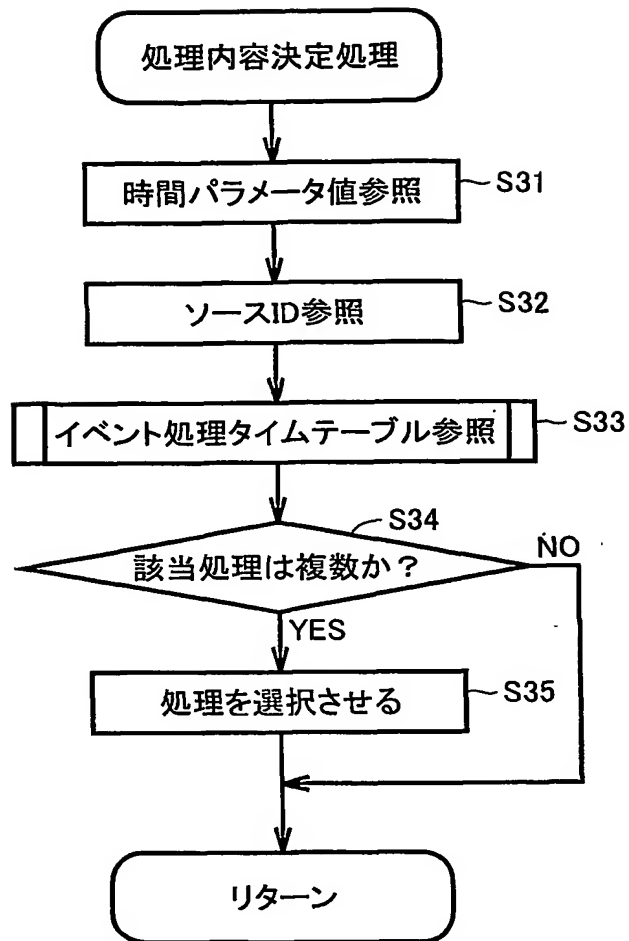 処理内容決定処理
時間パラメータ値参照
S31
ソースID参照
S32
イベント処理タイムテーブル参照
S33
S34
該当処理は複数か?
NO
YES
処理を選択させる
S35
リターン